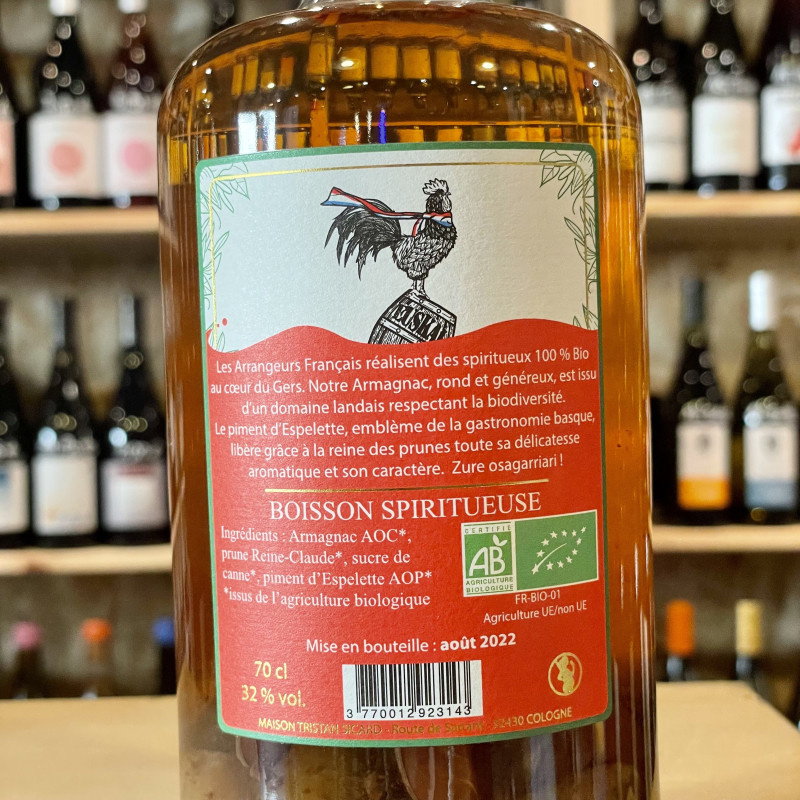 Les Arrangeurs Français réalisent des spiritueux 100 % Bio
au cœur du Gers. Notre Armagnac, rond et généreux, est issu
d'un domaine landais respectant la biodiversité.
Le piment d'Espelette, emblème de la gastronomie basque,
libère grâce à la reine des prunes toute sa délicatesse
aromatique et son caractère. Zure osagarriari !
BOISSON SPIRITUEUSE
Ingrédients : Armagnac AOC*,
prune Reine-Claude*, sucre de
canne*, piment d'Espelette AOP*
*issus de l'agriculture biologique
CERTIFIÉ
AB
AGRICULTURE
BIOLOGIQUE
FR-BIO-01
Agriculture UE/non UE
Mise en bouteille : août 2022
70 cl
32 % vol.
3 770012 923143
MAISON TRISTAN SICARD - Route de 32430 COLOGNE